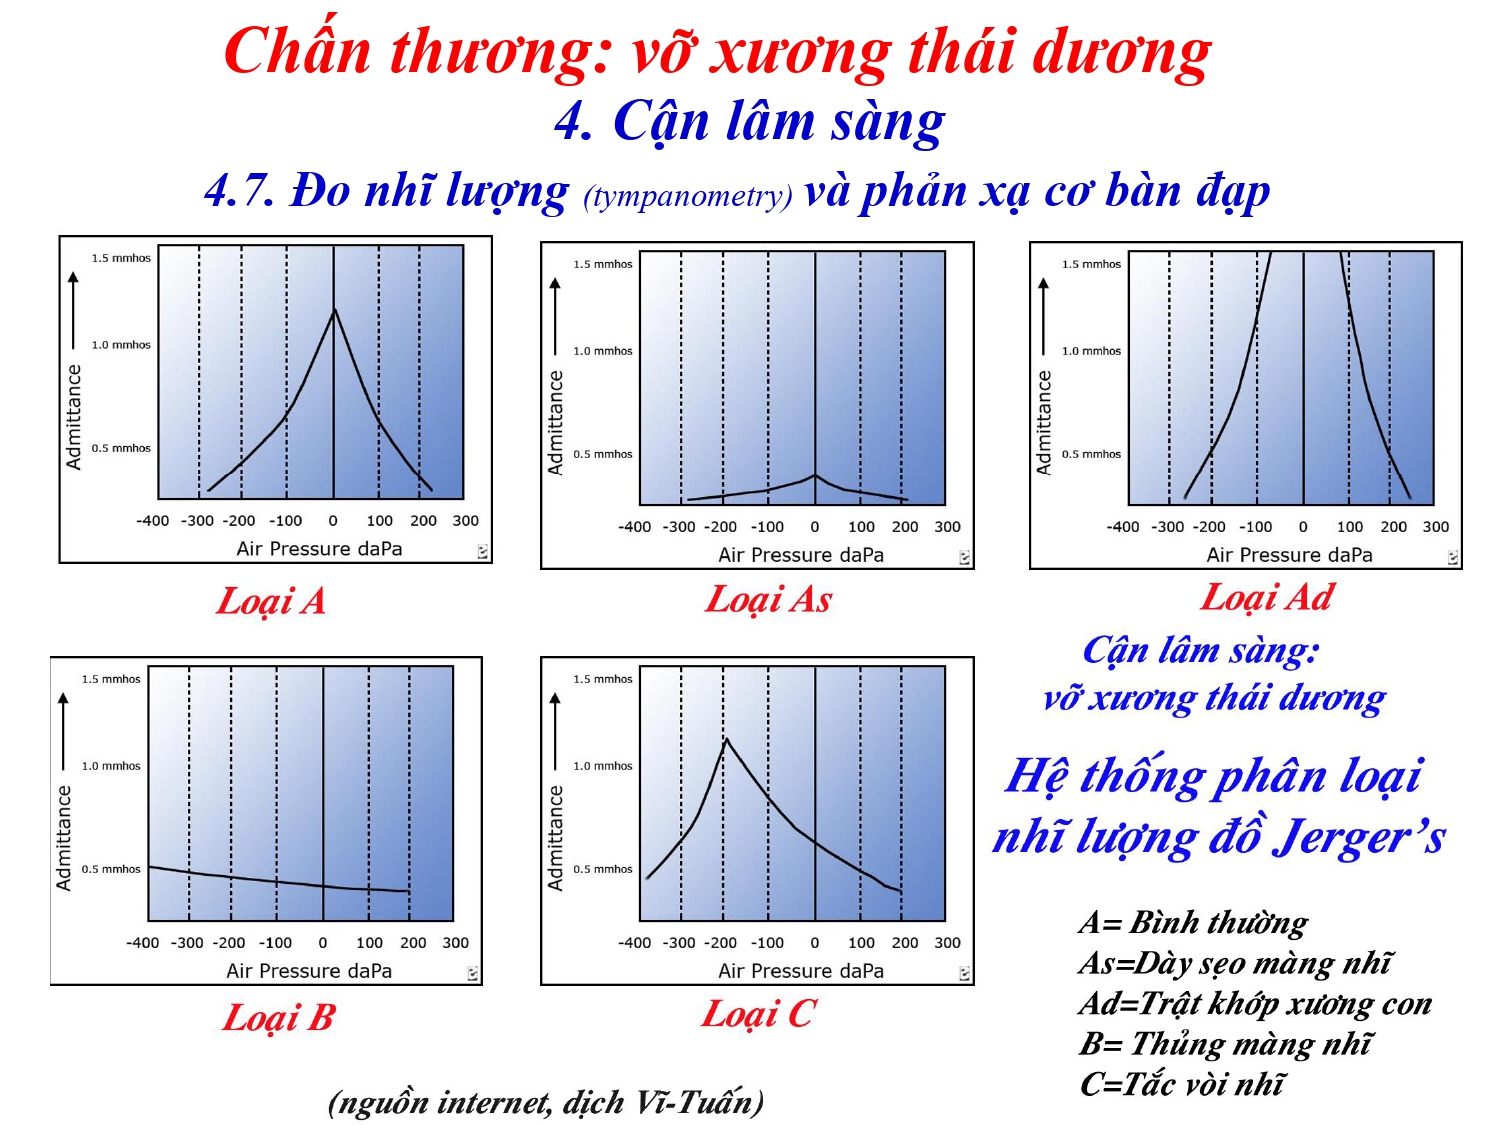 Chấn thương: vỡ xương thái dương
4. Cận lâm sàng
4.7. Đo nhĩ lượng (tympanometry) và phản xạ cơ bàn đạp
1.5 mmhos
1.0 mmhos
0.5 mmhos
Admittance
-400 -300 -200 -100 0 100 200 300
Air Pressure daPa
Loại A
1.5 mmhos
1.0 mmhos
0.5 mmhos
Admittance
-400 -300 -200 -100 0 100 200 300
Air Pressure daPa
Loại As
1.5 mmhos
1.0 mmhos
0.5 mmhos
Admittance
-400 -300 -200 -100 0 100 200 300
Air Pressure daPa
Loại Ad
1.5 mmhos
1.0 mmhos
0.5 mmhos
Admittance
-400 -300 -200 -100 0 100 200 300
Air Pressure daPa
Loại B
1.5 mmhos
1.0 mmhos
0.5 mmhos
Admittance
-400 -300 -200 -100 0 100 200 300
Air Pressure daPa
Loại C
Cận lâm sàng:
vỡ xương thái dương
Hệ thống phân loại
nhĩ lượng đồ Jerger’s
A= Bình thường
As=Dày sẹo màng nhĩ
Ad=Trật khớp xương con
B= Thủng màng nhĩ
C=Tắc vòi nhĩ
(nguồn internet, dịch Vĩ-Tuấn)